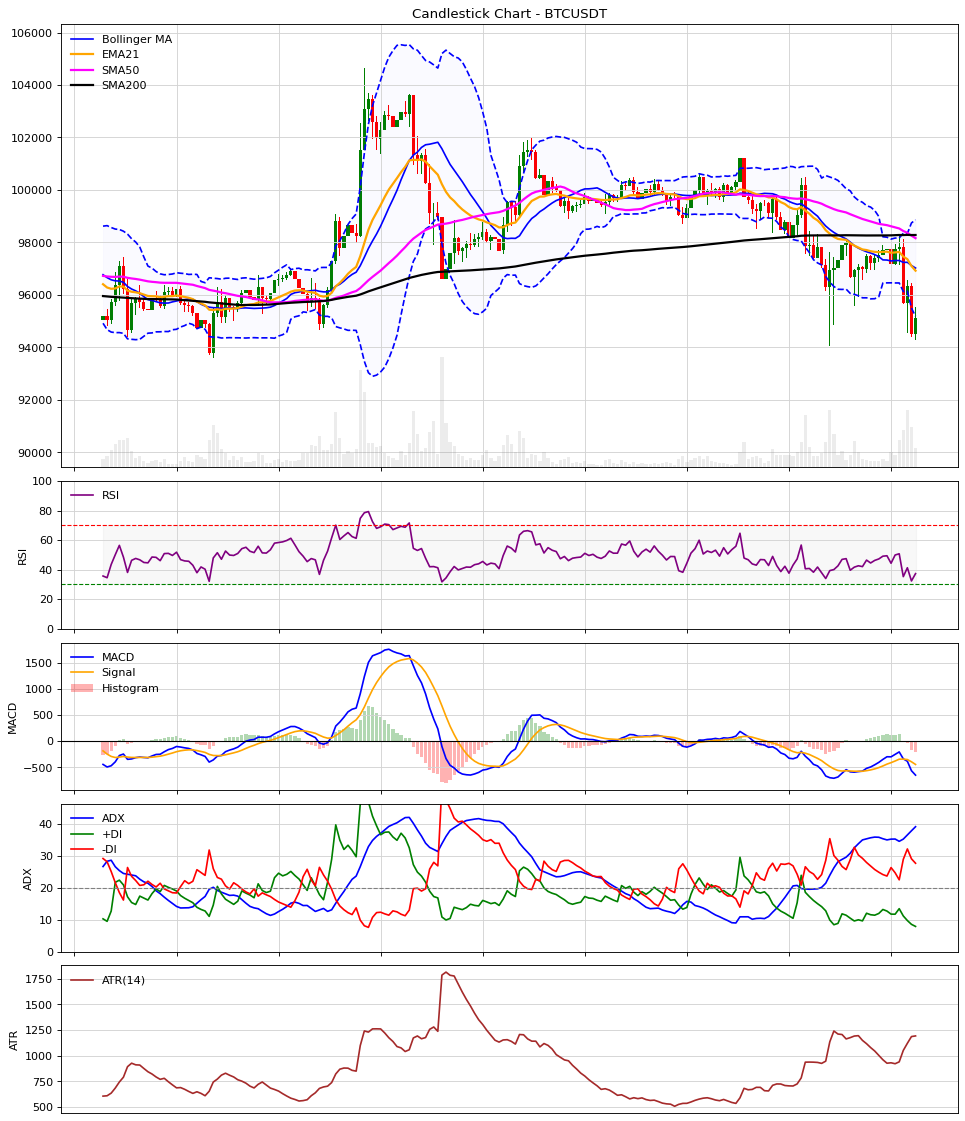 Candlestick Chart - BTCUSDT
106000
104000
102000
100000
98000
96000
94000
92000
90000
Bollinger MA
EMA21
SMA50
SMA200
100
80
60
40
20
0
RSI
RSI
1500
1000
500
0
−500
MACD
MACD
Signal
Histogram
40
30
20
10
0
ADX
ADX
+DI
-DI
1750
1500
1250
1000
750
500
ATR
ATR(14)